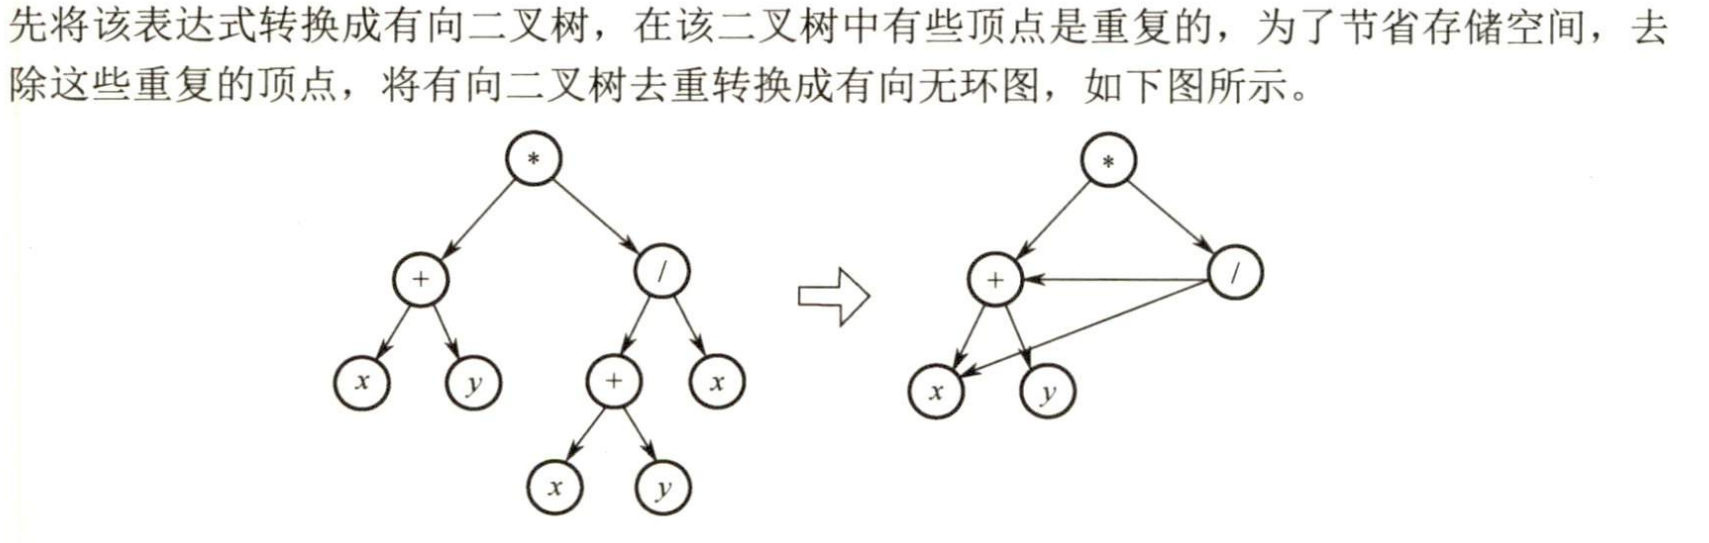 先将该表达式转换成有向二叉树，在该二叉树中有些顶点是重复的，为了节省存储空间，去
除这些重复的顶点，将有向二叉树去重转换成有向无环图，如下图所示。
* *
+ / + /
x y + x x y
x y